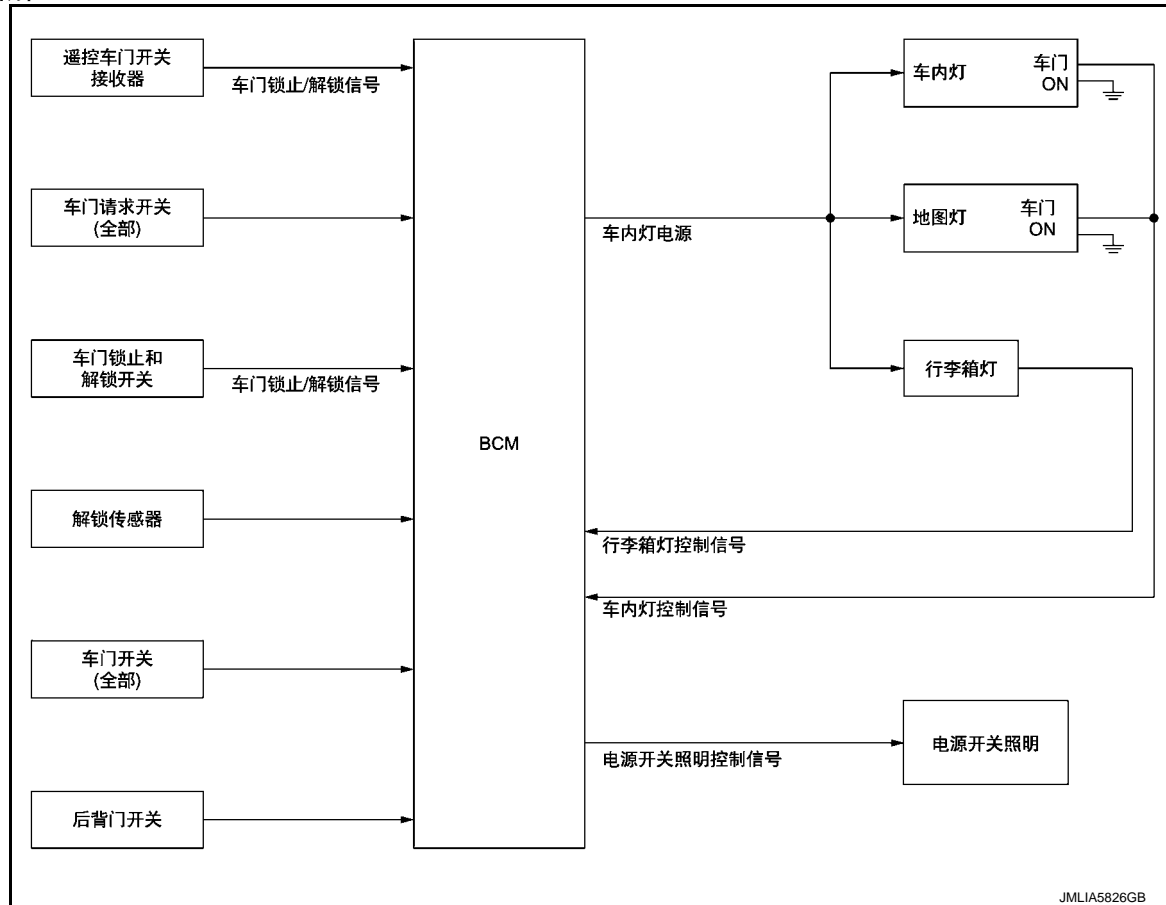 遥控车门开关
接收器
车门锁止/解锁信号
车门请求开关
(全部)
车门锁止和
解锁开关
车门锁止/解锁信号
解锁传感器
车门开关
(全部)
后背门开关
BCM
车内灯电源
车内灯
车门
ON
地图灯
车门
ON
行李箱灯
行李箱灯控制信号
车内灯控制信号
电源开关照明控制信号
电源开关照明
JMLIA5826GB